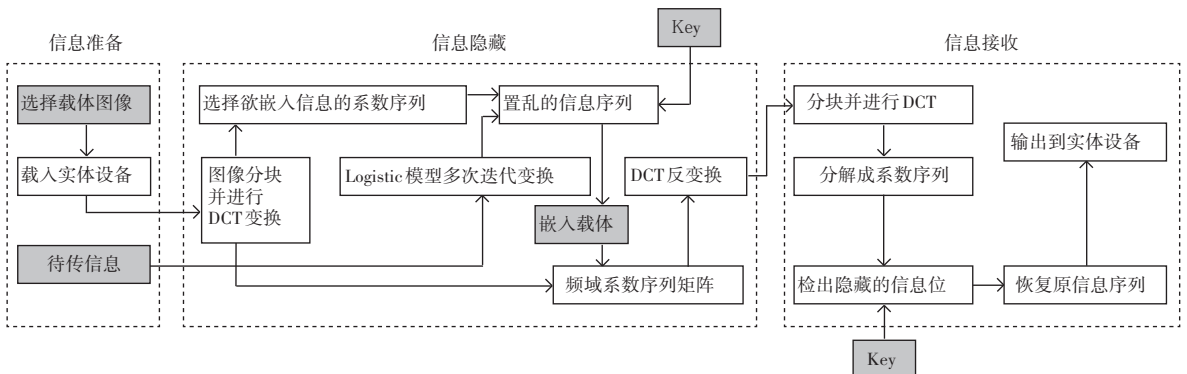 信息准备
信息隐藏
Key
信息接收
选择载体图像
载入实体设备
待传信息
选择欲嵌入信息的系数序列
置乱的信息序列
图像分块
并进行
DCT变换
Logistic模型多次迭代变换
DCT反变换
嵌入载体
频域系数序列矩阵
分块并进行DCT
分解成系数序列
输出到实体设备
检出隐藏的信息位
恢复原信息序列
Key